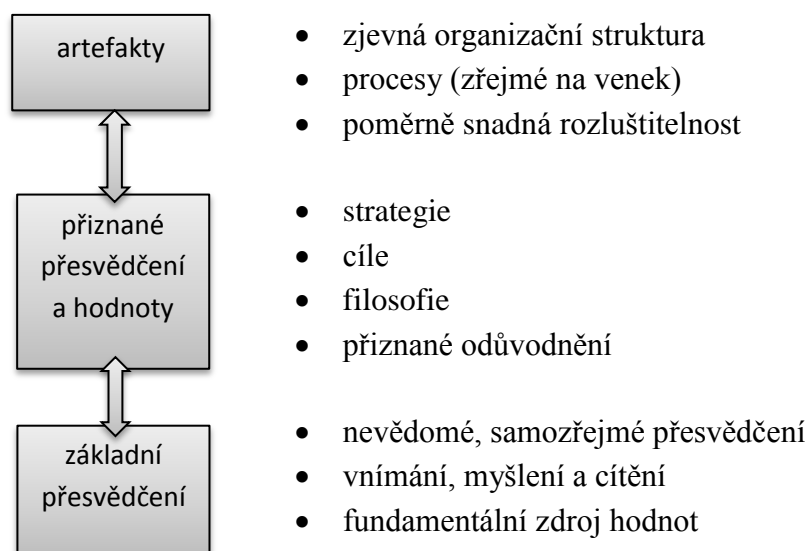 artefakty
• zjevná organizační struktura
• procesy (zřejmé na venek)
• poměrně snadná rozluštitelnost
přiznané
přesvědčení
a hodnoty
• strategie
• cíle
• filosofie
• přiznané odůvodnění
základní
přesvědčení
• nevědomé, samozřejmé přesvědčení
• vnímání, myšlení a cítění
• fundamentální zdroj hodnot